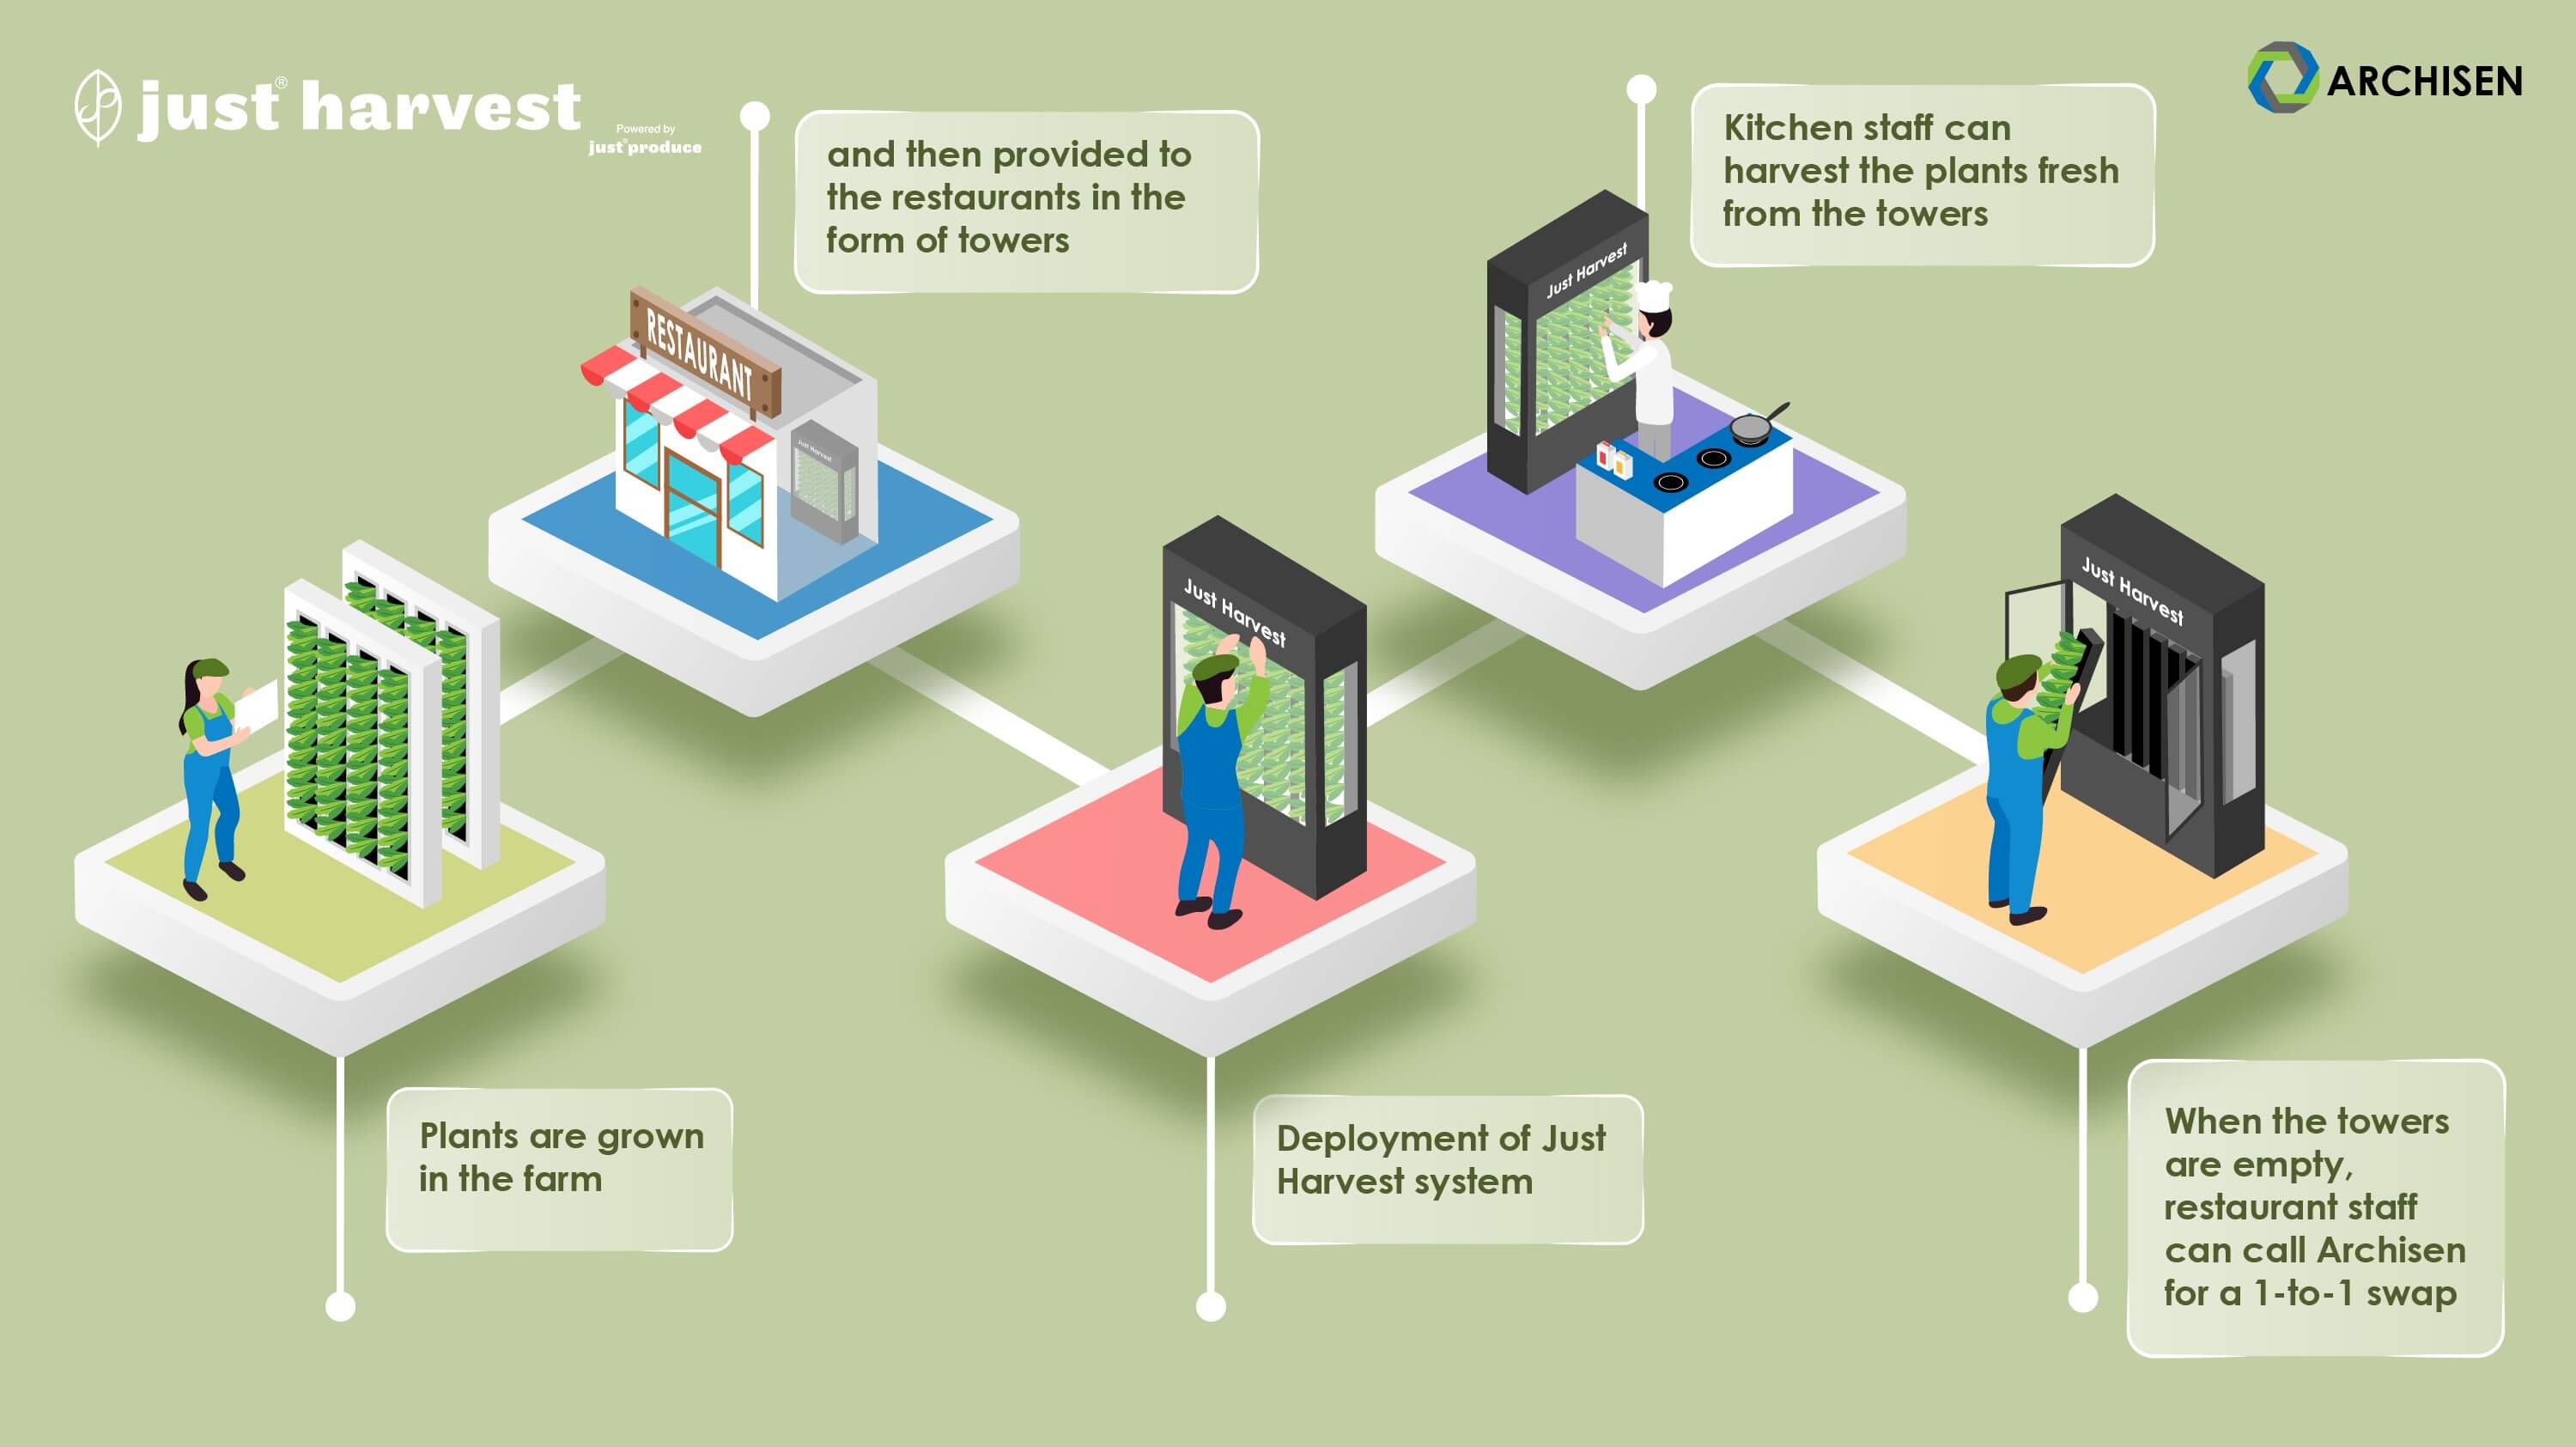 just® harvest
Powered by
just® produce
ARCHISEN
and then provided to
the restaurants in the
form of towers
Kitchen staff can
harvest the plants fresh
from the towers
RESTAURANT
Just Harvest
Just Harvest
Just Harvest
Just Harvest
Plants are grown
in the farm
Deployment of Just
Harvest system
When the towers
are empty,
restaurant staff
can call Archisen
for a 1-to-1 swap